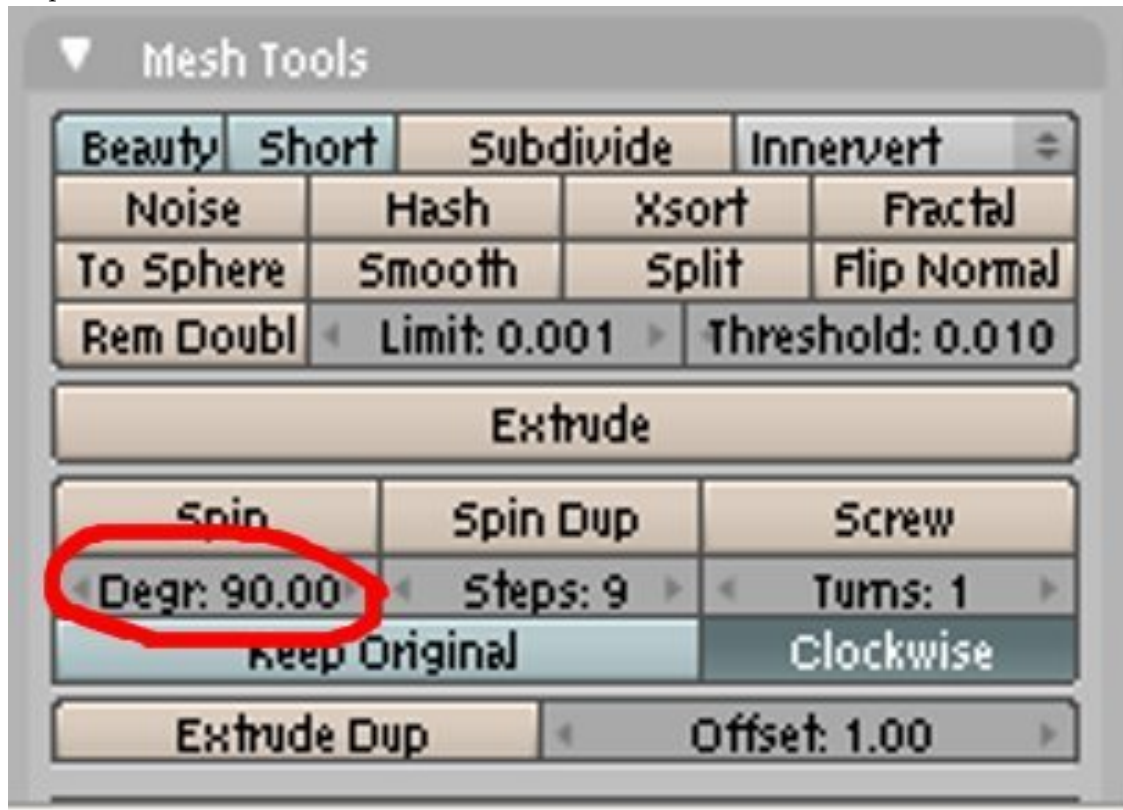 Mesh Tools
Beauty Short Subdivide Innervert
Noise Hash Xsort Fractal
To Sphere Smooth Split Flip Normal
Rem Doubl Limit: 0.001 Threshold: 0.010
Extrude
Spin Spin Dup Screw
Degr: 90.00 Steps: 9 Turns: 1
Keep Original Clockwise
Extrude Dup Offset: 1.00